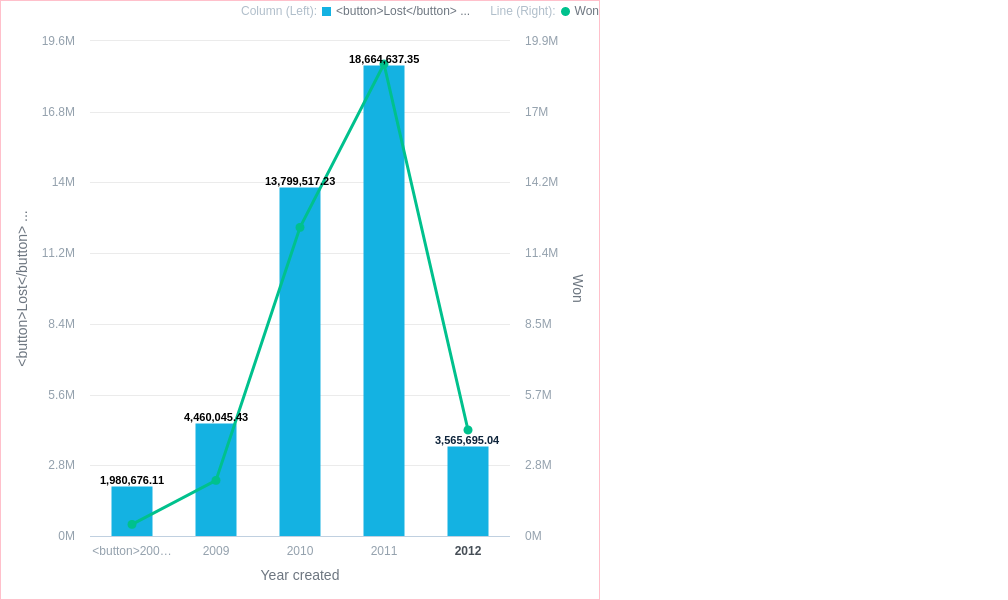 Column (Left): <button>Lost</button> ... Line (Right): Won
19.6M 19.9M
18,664,637.35
16.8M 17M
14M 13,799,517.23 14.2M
11.2M 11.4M
<button>Lost</button> ...
Won
8.4M 8.5M
5.6M 5.7M
4,460,045.43
3,565,695.04
2.8M 2.8M
1,980,676.11
0M 0M
<button>200... 2009 2010 2011 2012
Year created